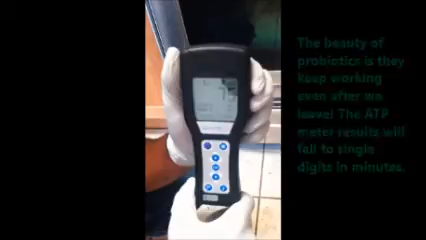 The beauty of
probiotics is they
keep working
even after we
leave! The ATP
meter results will
fall to single
digits in minutes.